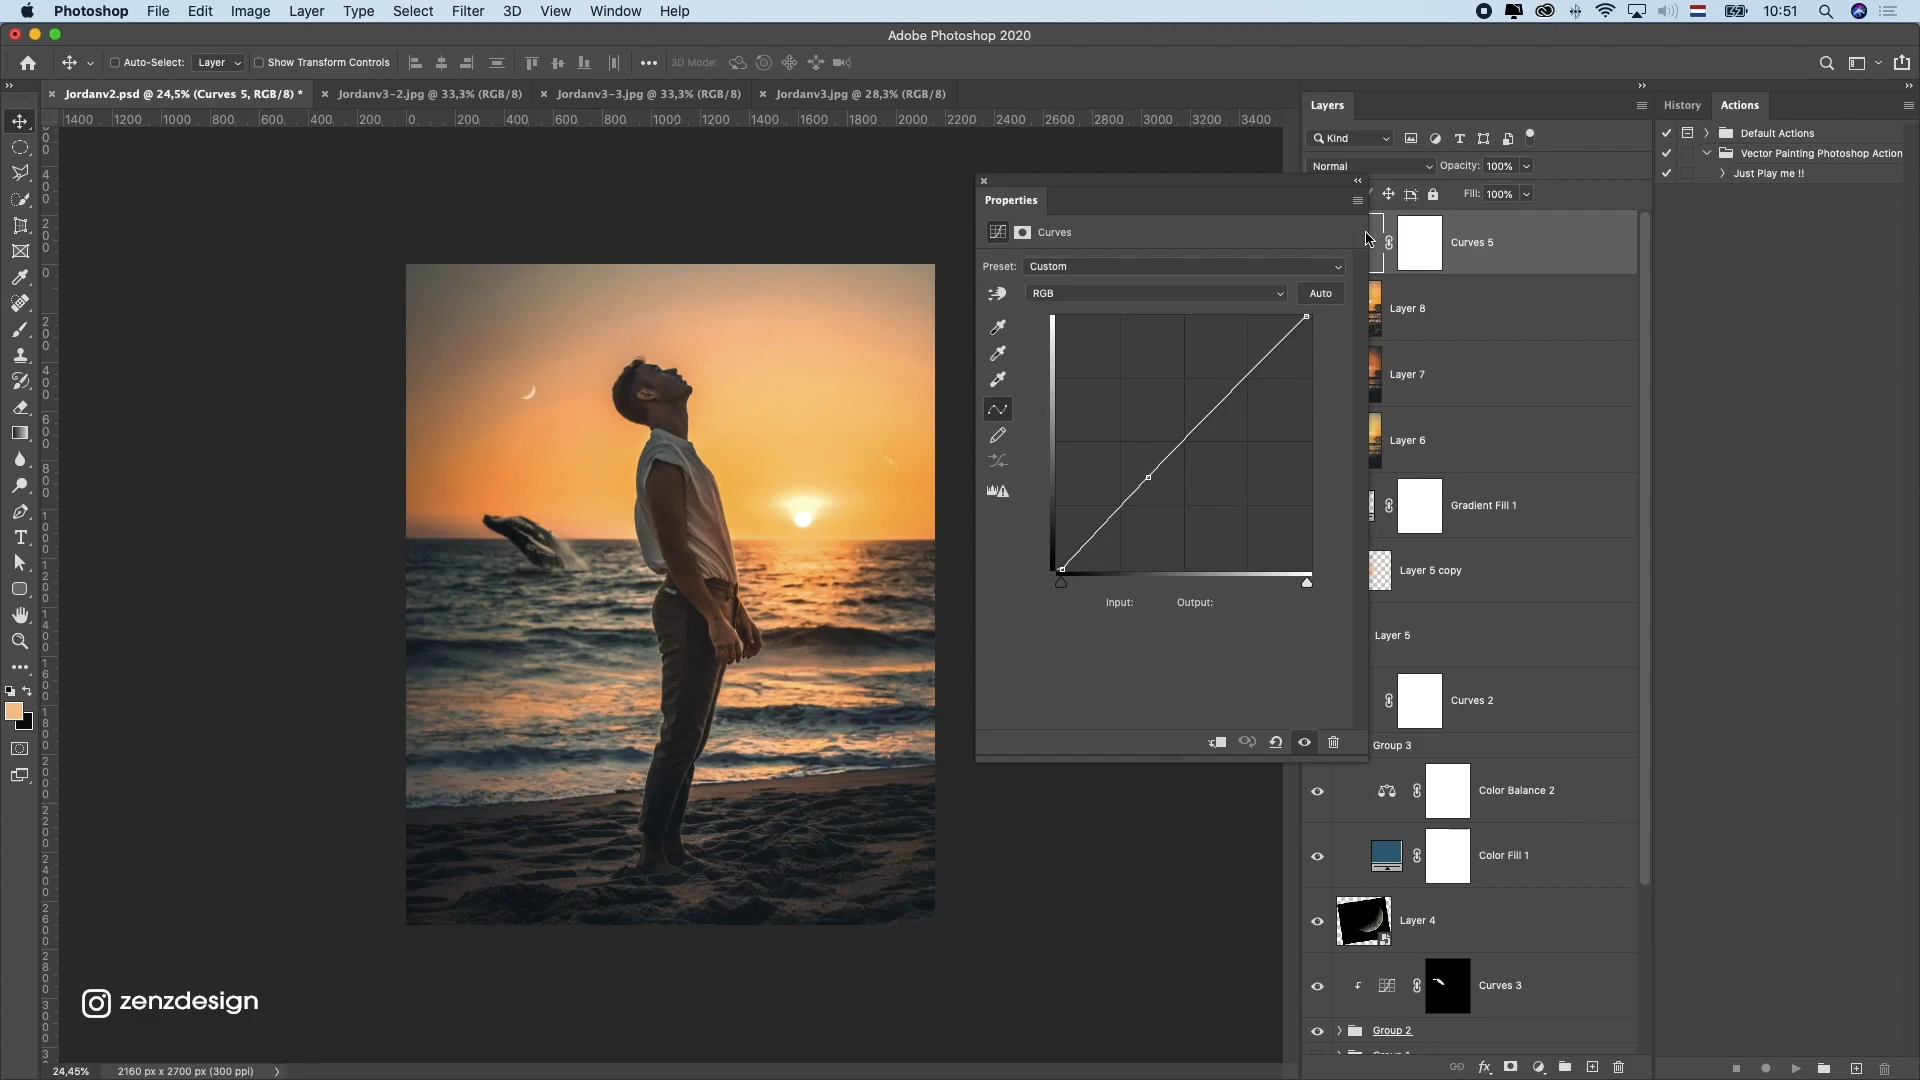 Photoshop File Edit Image Layer Type Select Filter 3D View Window Help 10:51
Adobe Photoshop 2020
Auto-Select: Layer Show Transform Controls 3D Mode:
Jordanv2.psd @ 24,5% (Curves 5, RGB/8) * Jordanv3-2.jpg @ 33,3% (RGB/8) Jordanv3-3.jpg @ 33,3% (RGB/8) Jordanv3.jpg @ 28,3% (RGB/8)
Layers History Actions
1400 1200 1000 800 600 400 200 0 200 400 600 800 1000 1200 1400 1600 1800 2000 2200 2400 2600 2800 3000 3200 3400
Kind Default Actions
Vector Painting Photoshop Action
Normal Opacity: 100% Just Play me !!
Fill: 100%
Properties
Curves
Curves 5
Preset: Custom
RGB Auto
Layer 8
Layer 7
Layer 6
Gradient Fill 1
Layer 5 copy
Input: Output:
Layer 5
Curves 2
Group 3
Color Balance 2
Color Fill 1
Layer 4
Curves 3
zenzdesign
Group 2
24,45% 2160 px x 2700 px (300 ppi)